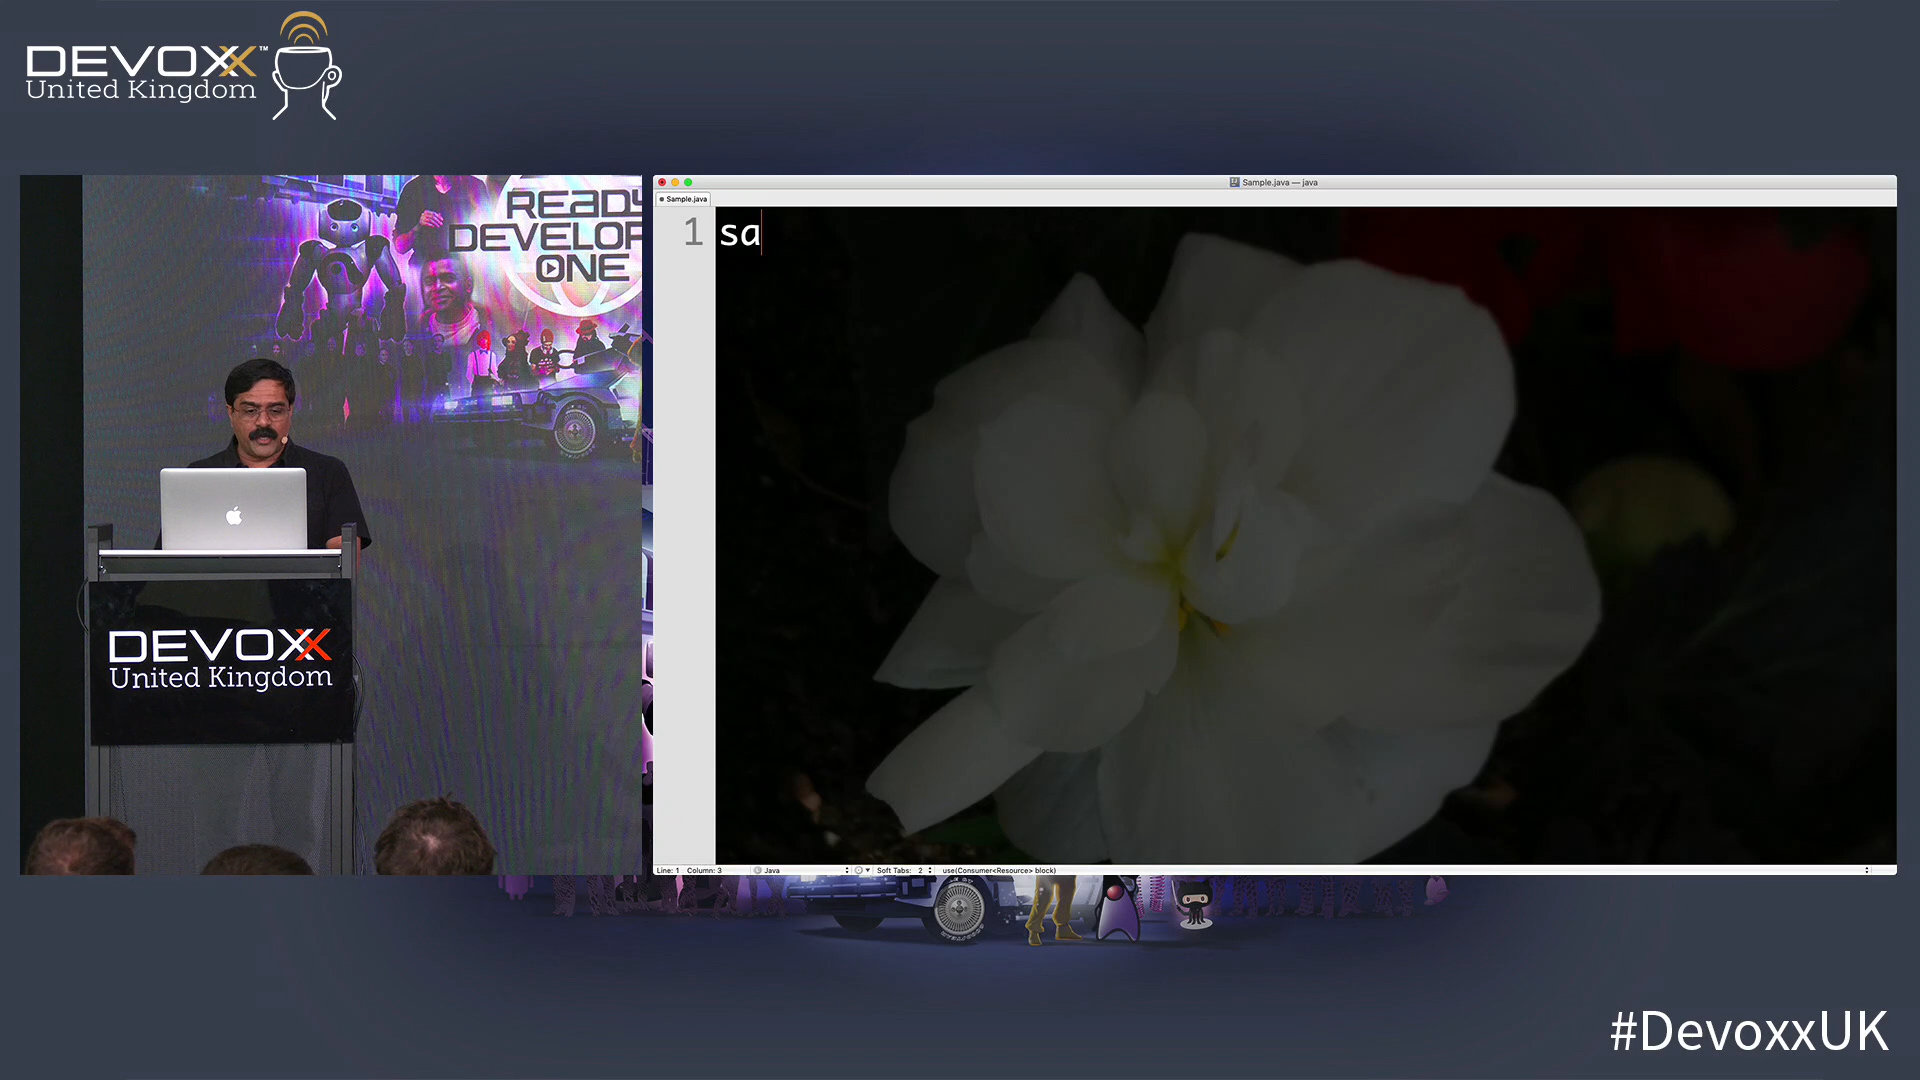 DEVOXX™
United Kingdom
READY
DEVELOP
ONE
DEVOXX
United Kingdom
Sample.java — java
Sample.java
1 sa
Line: 1 Column: 3 Java Soft Tabs: 2 use(Consumer<Resource> block)
#DevoxxUK